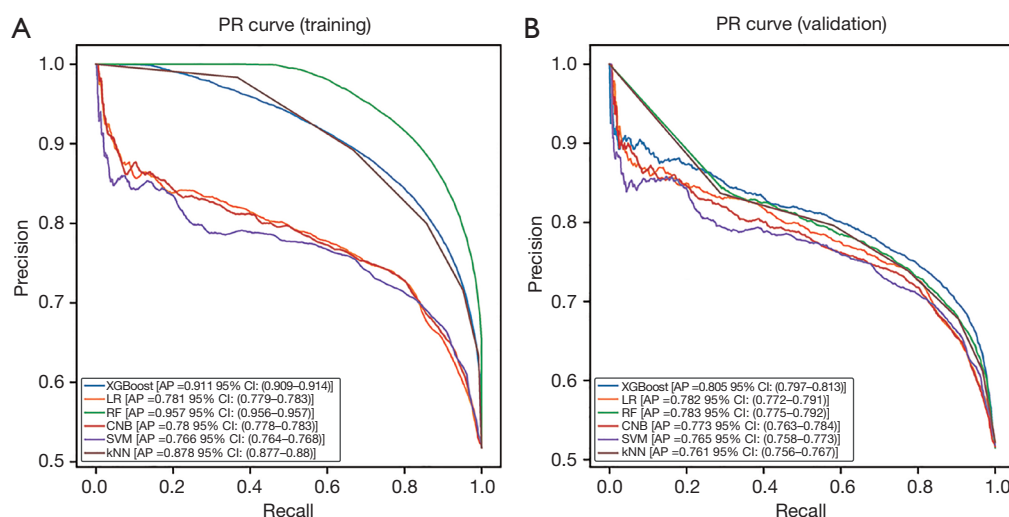 A
PR curve (training)
1.0
0.9
0.8
0.7
0.6
0.5
Precision
XGBoost [AP =0.911 95% CI: (0.909–0.914)]
LR [AP =0.781 95% CI: (0.779–0.783)]
RF [AP =0.957 95% CI: (0.956–0.957)]
CNB [AP =0.78 95% CI: (0.778–0.783)]
SVM [AP =0.766 95% CI: (0.764–0.768)]
kNN [AP =0.878 95% CI: (0.877–0.88)]
0.0 0.2 0.4 0.6 0.8 1.0
Recall
B
PR curve (validation)
1.0
0.9
0.8
0.7
0.6
0.5
Precision
XGBoost [AP =0.805 95% CI: (0.797–0.813)]
LR [AP =0.782 95% CI: (0.772–0.791)]
RF [AP =0.783 95% CI: (0.775–0.792)]
CNB [AP =0.773 95% CI: (0.763–0.784)]
SVM [AP =0.765 95% CI: (0.758–0.773)]
kNN [AP =0.761 95% CI: (0.756–0.767)]
0.0 0.2 0.4 0.6 0.8 1.0
Recall